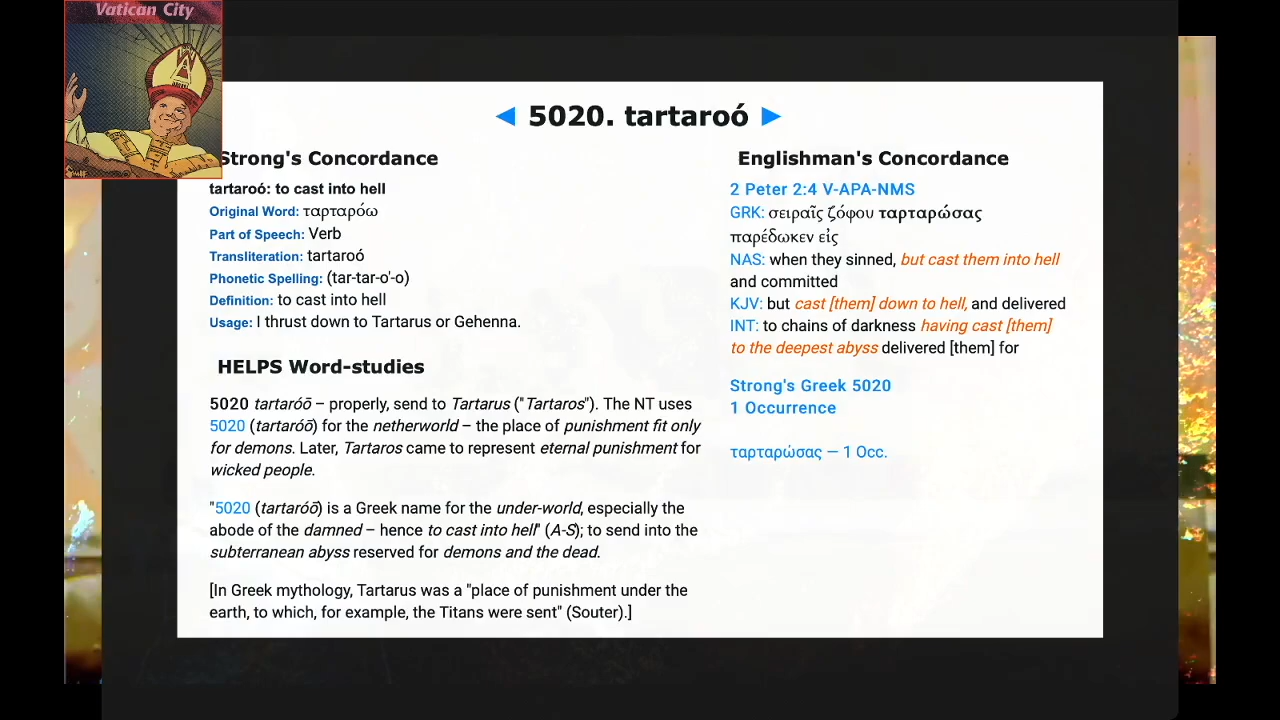 Vatican City
◄ 5020. tartaroó ►
Strong's Concordance
tartaroó: to cast into hell
Original Word: ταρταρόω
Part of Speech: Verb
Transliteration: tartaroó
Phonetic Spelling: (tar-tar-o'-o)
Definition: to cast into hell
Usage: I thrust down to Tartarus or Gehenna.
HELPS Word-studies
5020 tartaróō – properly, send to Tartarus ("Tartaros"). The NT uses
5020 (tartaróō) for the netherworld – the place of punishment fit only
for demons. Later, Tartaros came to represent eternal punishment for
wicked people.
"5020 (tartaróō) is a Greek name for the under-world, especially the
abode of the damned – hence to cast into hell" (A-S); to send into the
subterranean abyss reserved for demons and the dead.
[In Greek mythology, Tartarus was a "place of punishment under the
earth, to which, for example, the Titans were sent" (Souter).]
Englishman's Concordance
2 Peter 2:4 V-APA-NMS
GRK: σειραῖς ζόφου ταρταρώσας
παρέδωκεν εἰς
NAS: when they sinned, but cast them into hell
and committed
KJV: but cast [them] down to hell, and delivered
INT: to chains of darkness having cast [them]
to the deepest abyss delivered [them] for
Strong's Greek 5020
1 Occurrence
ταρταρώσας — 1 Occ.